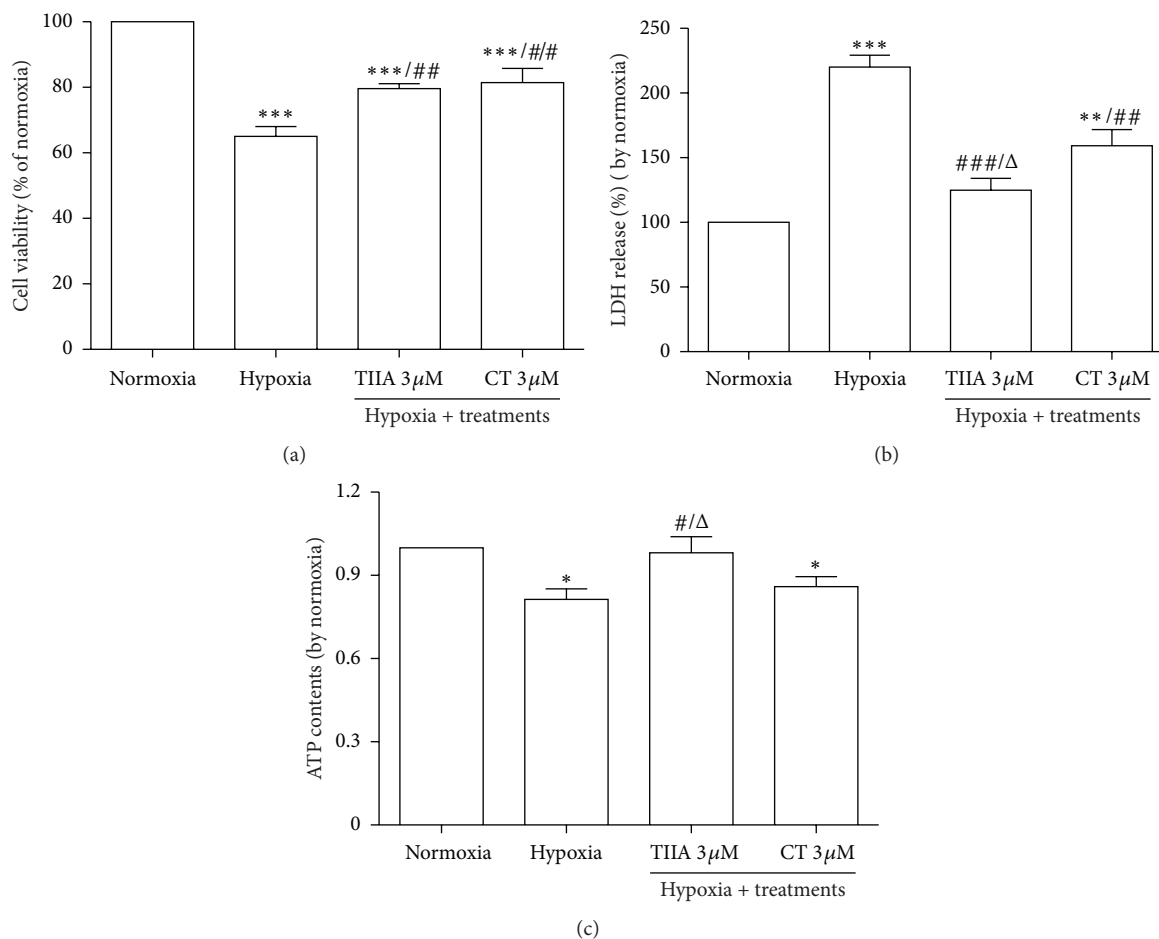 Cell viability (% of normoxia)
100
80
60
40
20
0
***
***/##
***/#/#
Normoxia
Hypoxia
TIIA 3μM
CT 3μM
Hypoxia + treatments
(a)
LDH release (%) ( by normoxia)
250
200
150
100
50
0
***
###/Δ
**/##
Normoxia
Hypoxia
TIIA 3μM
CT 3μM
Hypoxia + treatments
(b)
ATP contents (by normoxia)
1.2
0.9
0.6
0.3
0
*
#/Δ
*
Normoxia
Hypoxia
TIIA 3μM
CT 3μM
Hypoxia + treatments
(c)